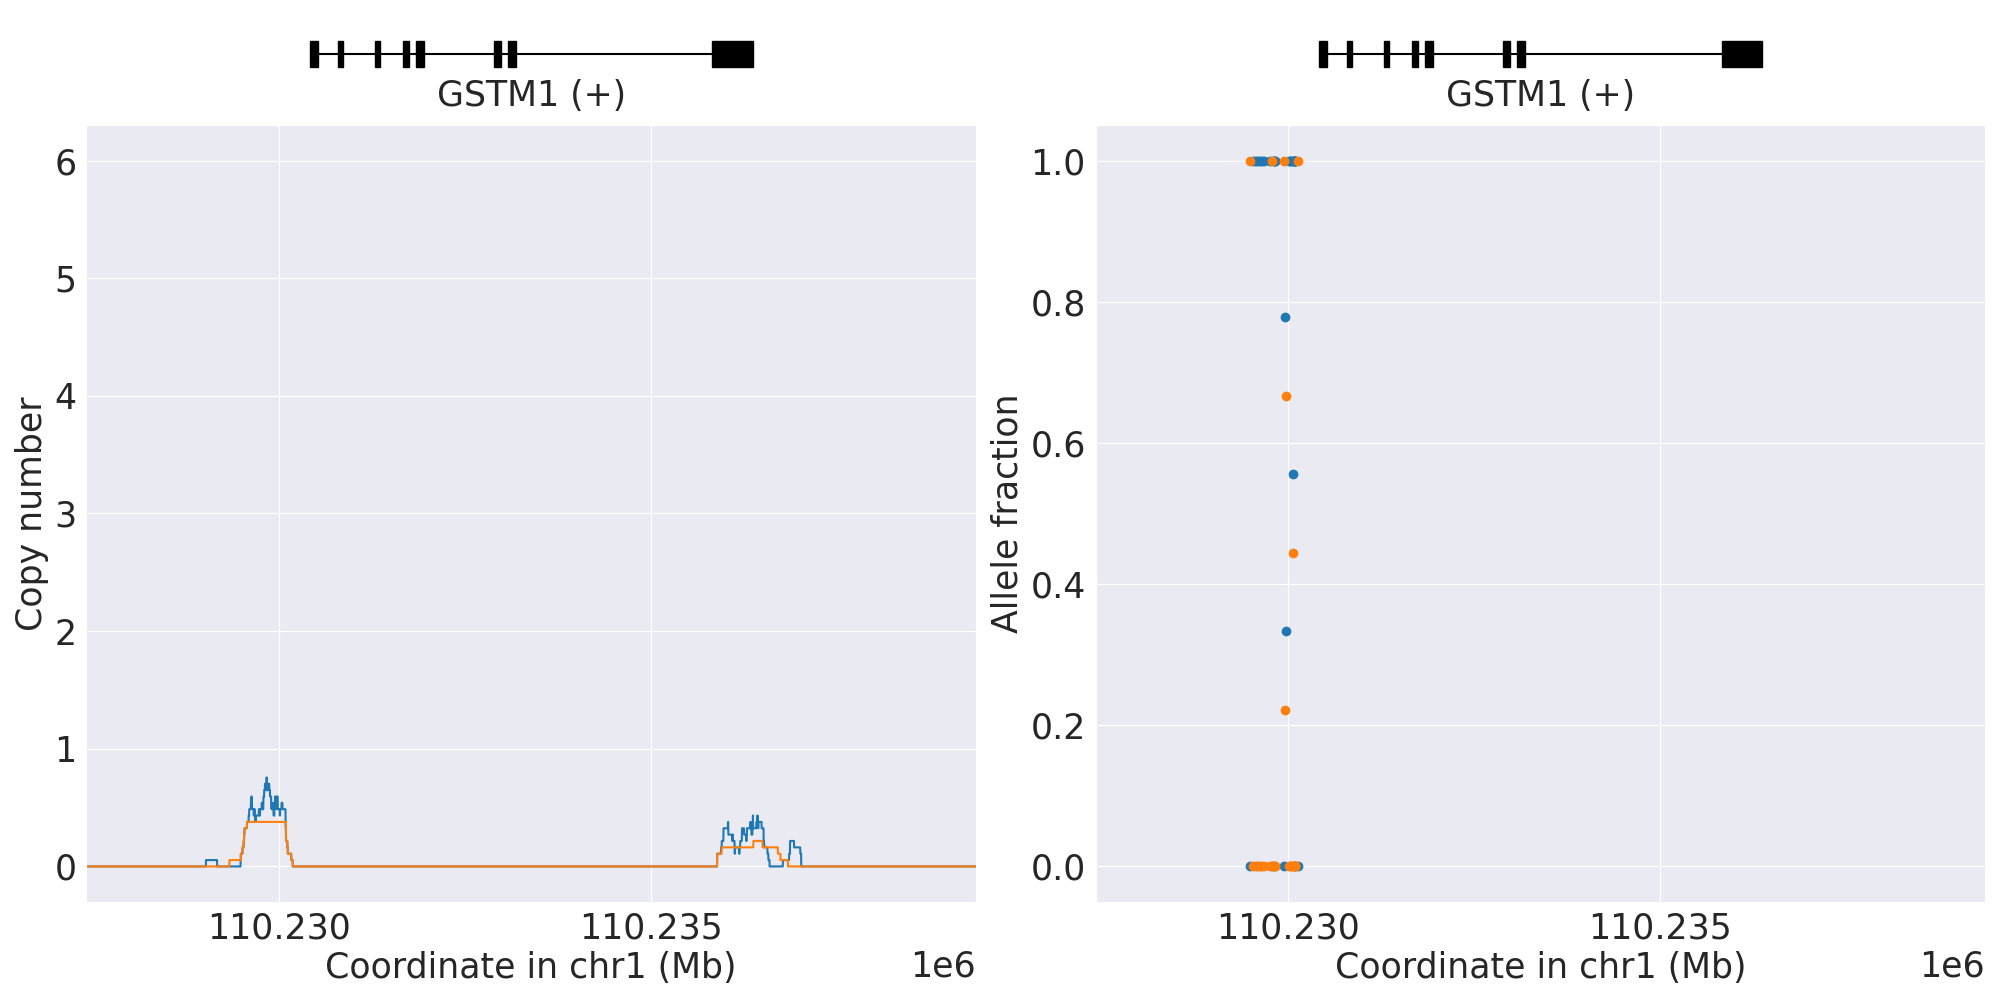 GSTM1 (+)
6
5
4
3
2
1
0
Copy number
110.230
110.235
Coordinate in chr1 (Mb)
1e6
GSTM1 (+)
1.0
0.8
0.6
0.4
0.2
0.0
Allele fraction
110.230
110.235
Coordinate in chr1 (Mb)
1e6